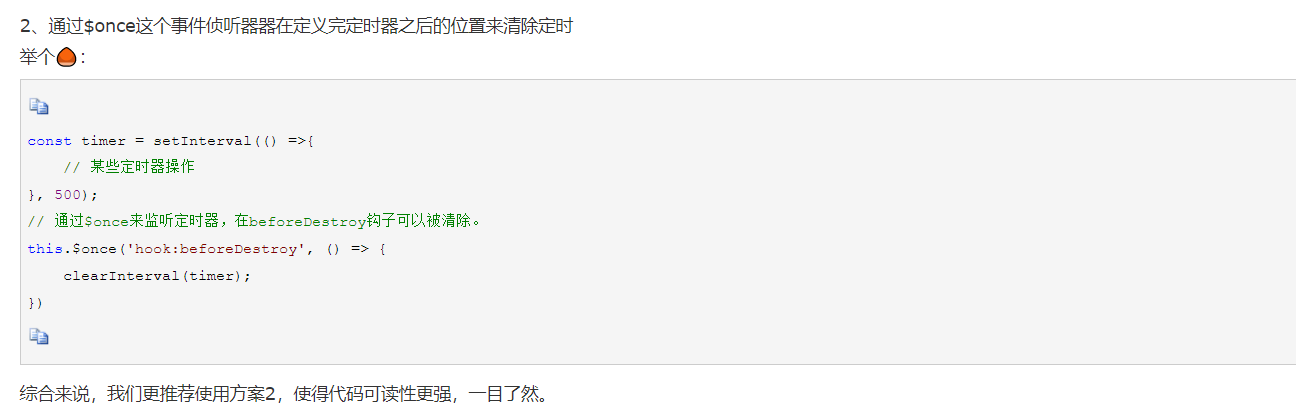 2、通过$once这个事件侦听器器在定义完定时器之后的位置来清除定时
举个🌰：
const timer = setInterval(() =>{
    // 某些定时器操作
}, 500);
// 通过$once来监听定时器，在beforeDestroy钩子可以被清除。
this.$once('hook:beforeDestroy', () => {
    clearInterval(timer);
})
综合来说，我们更推荐使用方案2，使得代码可读性更强，一目了然。